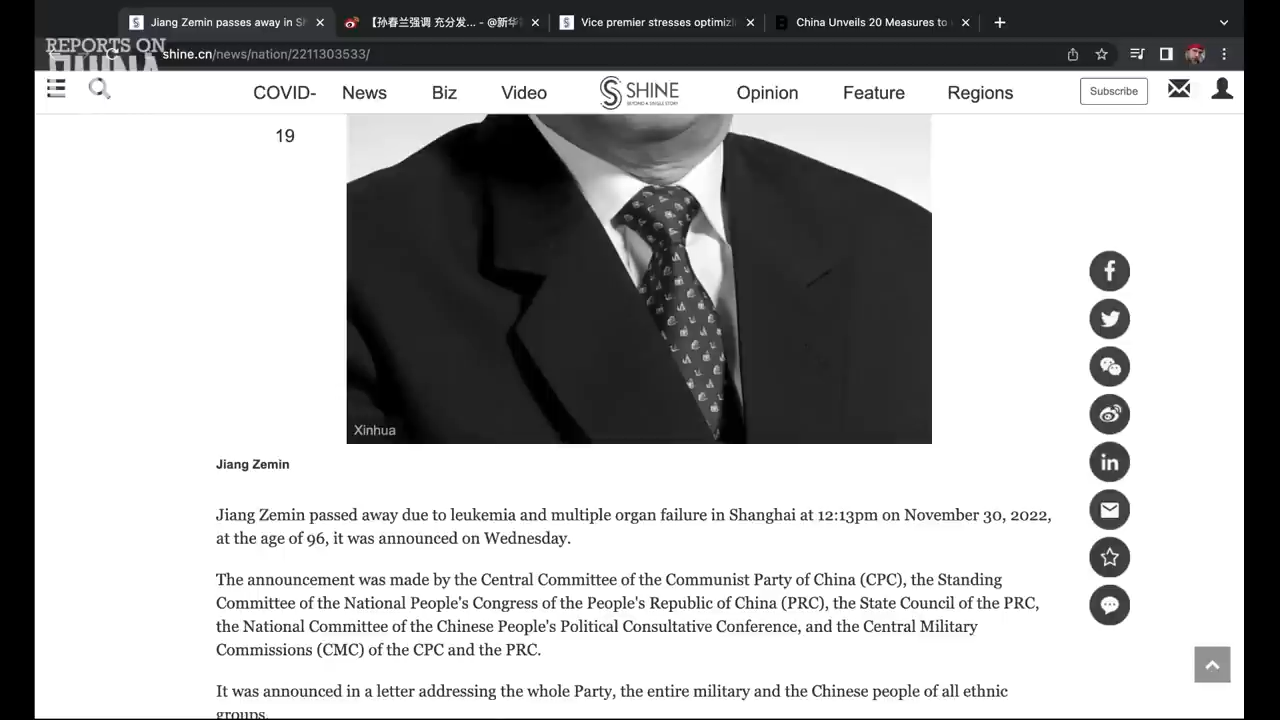 Jiang Zemin passes away in S
【孙春兰强调 充分发... - @新华
Vice premier stresses optimizi
China Unveils 20 Measures to
REPORTS ON
CHINA
shine.cn/news/nation/2211303533/
COVID-
19
News
Biz
Video
SHINE
BEYOND A SINGLE STORY
Opinion
Feature
Regions
Subscribe
Xinhua
Jiang Zemin
Jiang Zemin passed away due to leukemia and multiple organ failure in Shanghai at 12:13pm on November 30, 2022,
at the age of 96, it was announced on Wednesday.
The announcement was made by the Central Committee of the Communist Party of China (CPC), the Standing
Committee of the National People's Congress of the People's Republic of China (PRC), the State Council of the PRC,
the National Committee of the Chinese People's Political Consultative Conference, and the Central Military
Commissions (CMC) of the CPC and the PRC.
It was announced in a letter addressing the whole Party, the entire military and the Chinese people of all ethnic
groups.